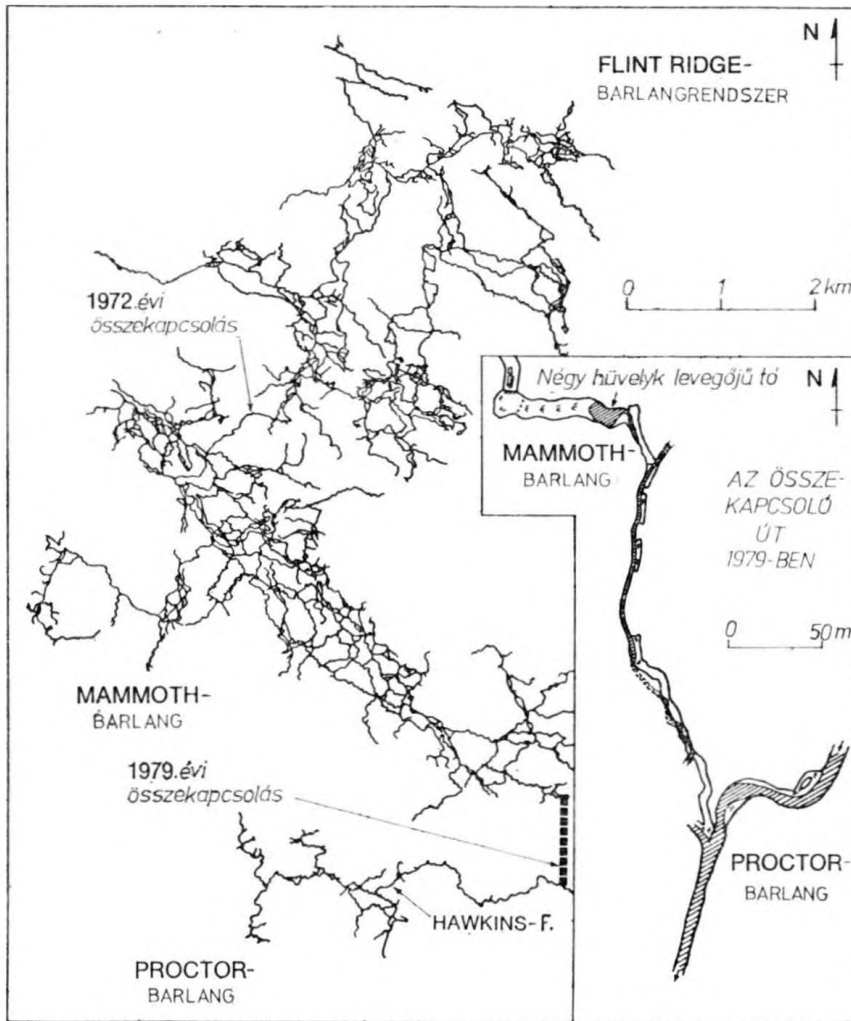 N
FLINT RIDGE-
BARLANGRENDSZER
1972.évi
összekapcsolás
0 1 2 km
Négy hüvelyk levegőjű tó
N
MAMMOTH-
BARLANG
AZ ÖSSZE-
KAPCSOLÓ
ÚT
1979-BEN
0 50 m
MAMMOTH-
BARLANG
1979.évi
összekapcsolás
PROCTOR-
BARLANG
HAWKINS-F.
PROCTOR-
BARLANG